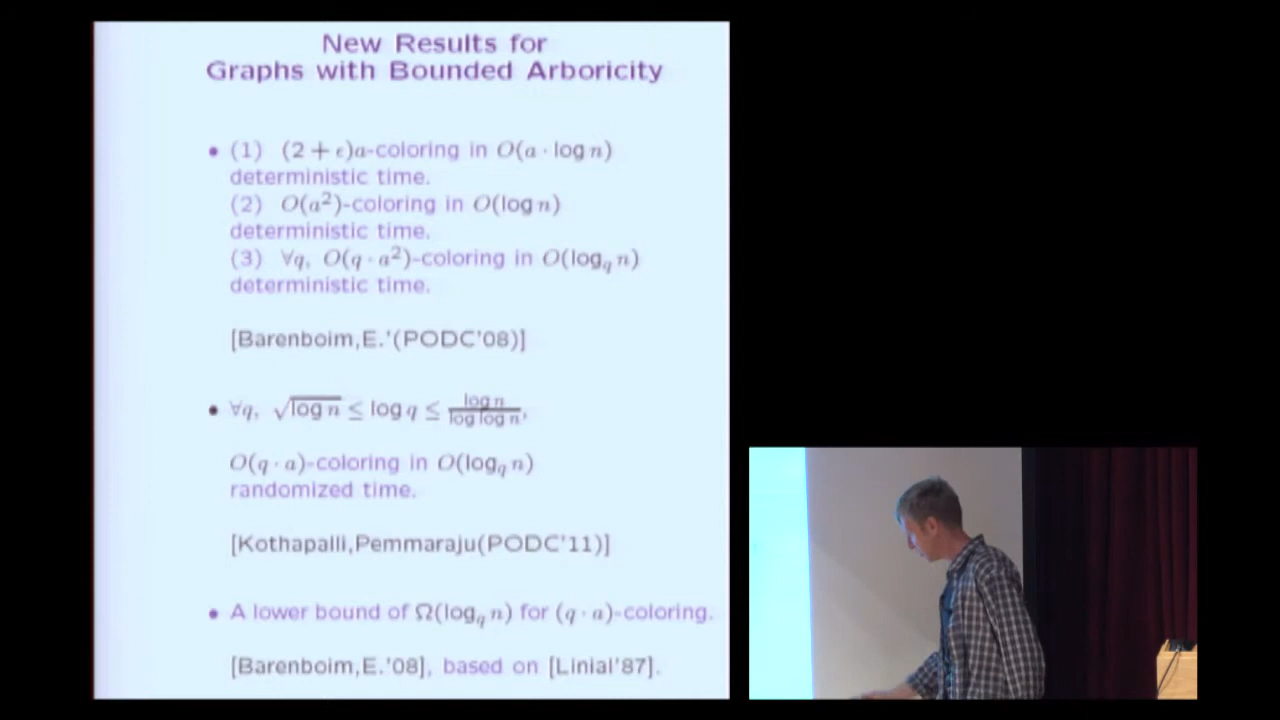 New Results for
Graphs with Bounded Arboricity
• (1) (2 + ϵ)a-coloring in O(a · log n)
deterministic time.
(2) O(a²)-coloring in O(log n)
deterministic time.
(3) ∀q, O(q · a²)-coloring in O(log_q n)
deterministic time.
[Barenboim,E.'(PODC'08)]
• ∀q, √log n ≤ log q ≤ log n / log log n,
O(q · a)-coloring in O(log_q n)
randomized time.
[Kothapalli,Pemmaraju(PODC'11)]
• A lower bound of Ω(log_q n) for (q · a)-coloring.
[Barenboim,E.'08], based on [Linial'87].